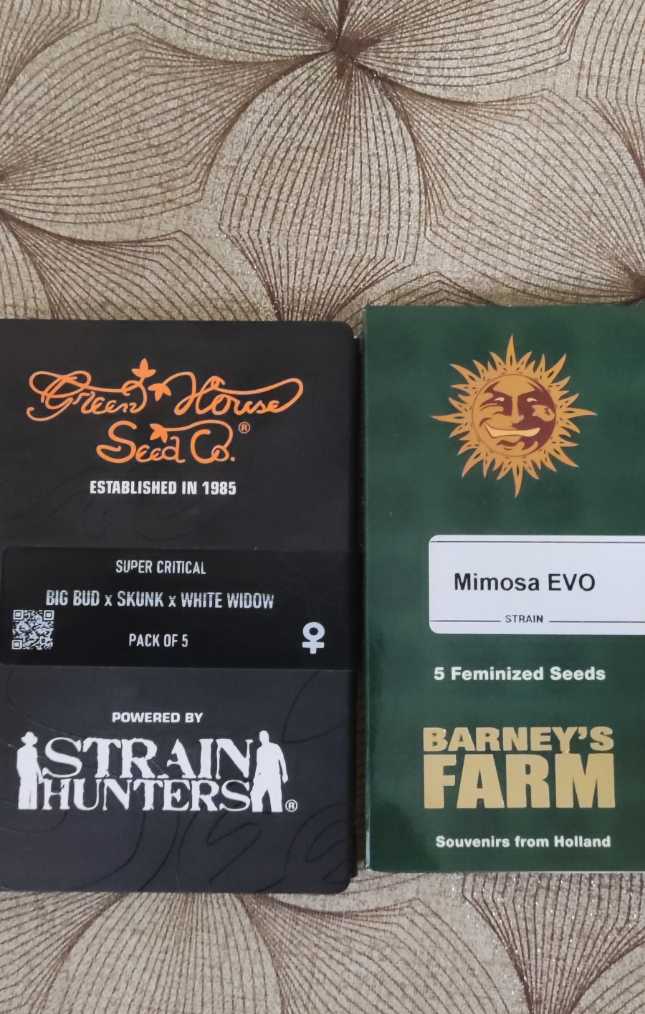 Green House
Seed Co.®
ESTABLISHED IN 1985
SUPER CRITICAL
BIG BUD x SKUNK x WHITE WIDOW
PACK OF 5
POWERED BY
STRAIN
HUNTERS®
Mimosa EVO
STRAIN
5 Feminized Seeds
BARNEY'S
FARM
Souvenirs from Holland